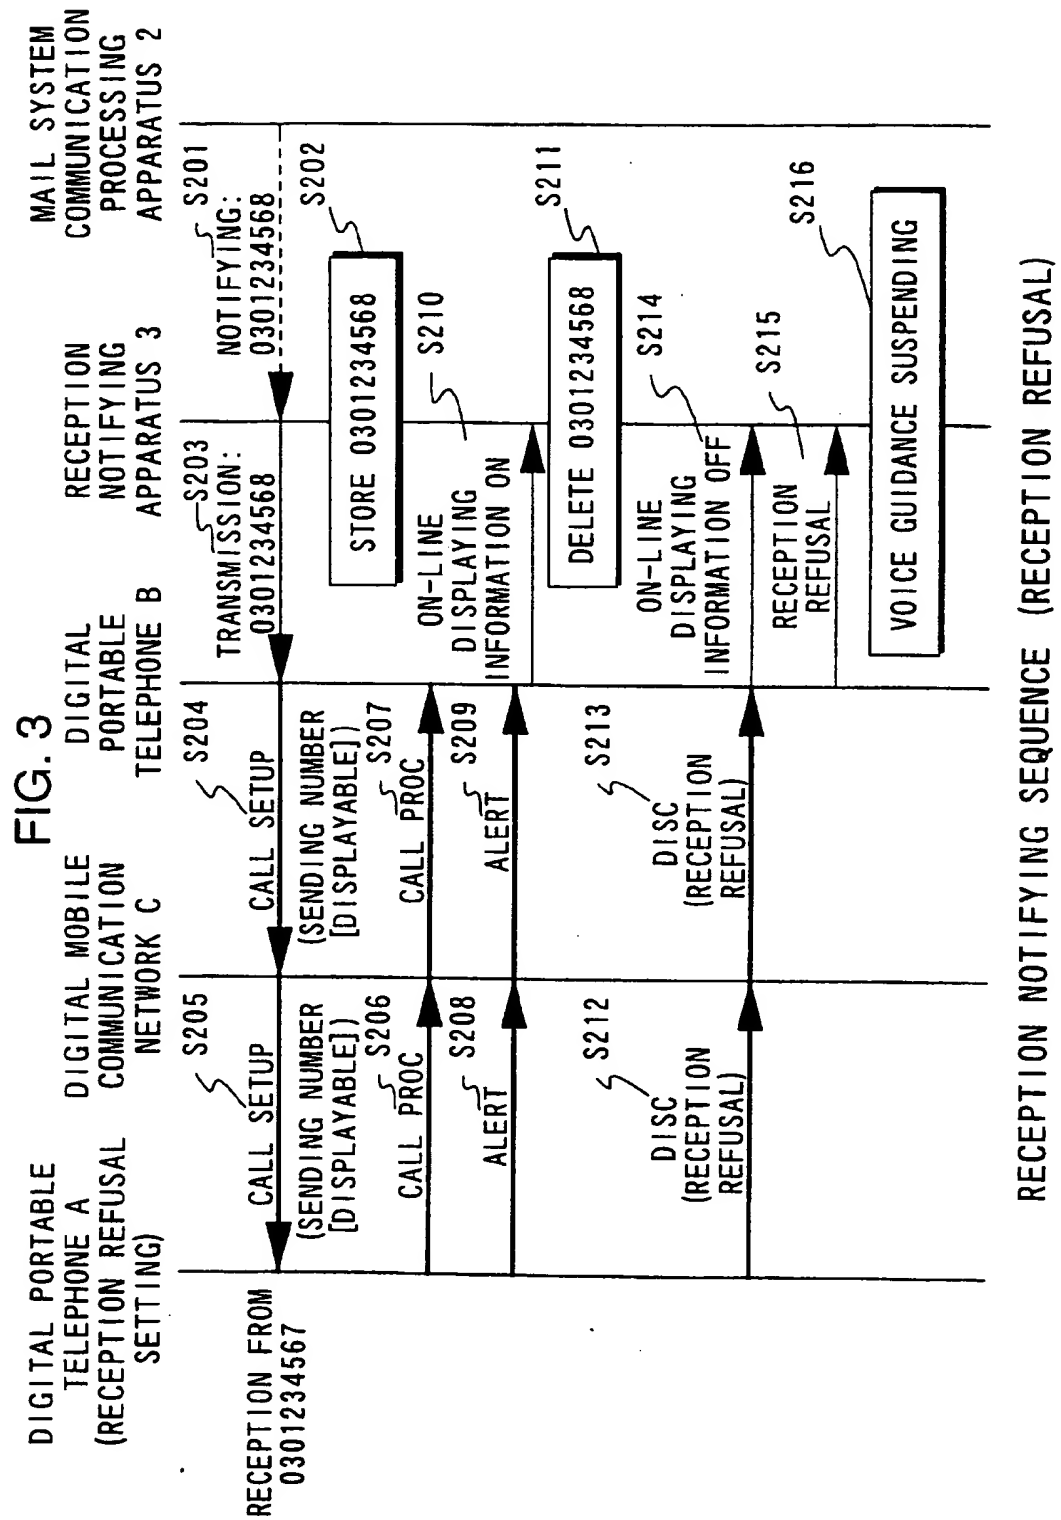 FIG. 3
DIGITAL PORTABLE
TELEPHONE A
(RECEPTION REFUSAL
SETTING)
DIGITAL MOBILE
COMMUNICATION
NETWORK C
DIGITAL
PORTABLE
TELEPHONE B
RECEPTION
NOTIFYING
APPARATUS 3
MAIL SYSTEM
COMMUNICATION
PROCESSING
APPARATUS 2
S201
NOTIFYING:
0301234568
S202
STORE 0301234568
S203
TRANSMISSION:
0301234568
S204
CALL SETUP
(SENDING NUMBER
[DISPLAYABLE])
S205
CALL SETUP
(SENDING NUMBER
[DISPLAYABLE])
RECEPTION FROM
0301234567
S206
CALL PROC
S207
CALL PROC
S208
ALERT
S209
ALERT
S210
ON-LINE
DISPLAYING
INFORMATION ON
S211
DELETE 0301234568
S212
DISC
(RECEPTION
REFUSAL)
S213
DISC
(RECEPTION
REFUSAL)
S214
ON-LINE
DISPLAYING
INFORMATION OFF
S215
RECEPTION
REFUSAL
S216
VOICE GUIDANCE SUSPENDING
RECEPTION NOTIFYING SEQUENCE (RECEPTION REFUSAL)